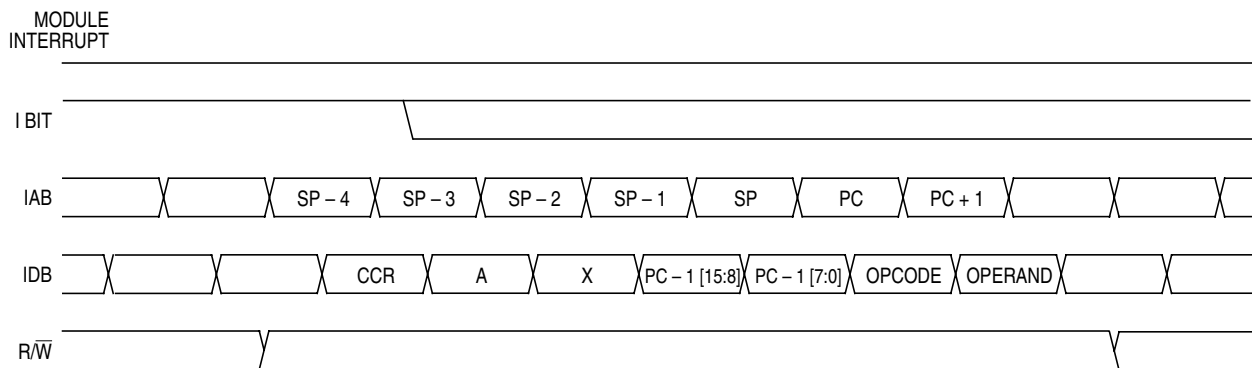 MODULE
INTERRUPT
I BIT
IAB SP – 4 SP – 3 SP – 2 SP – 1 SP PC PC + 1
IDB CCR A X PC – 1 [15:8] PC – 1 [7:0] OPCODE OPERAND
R/W̅